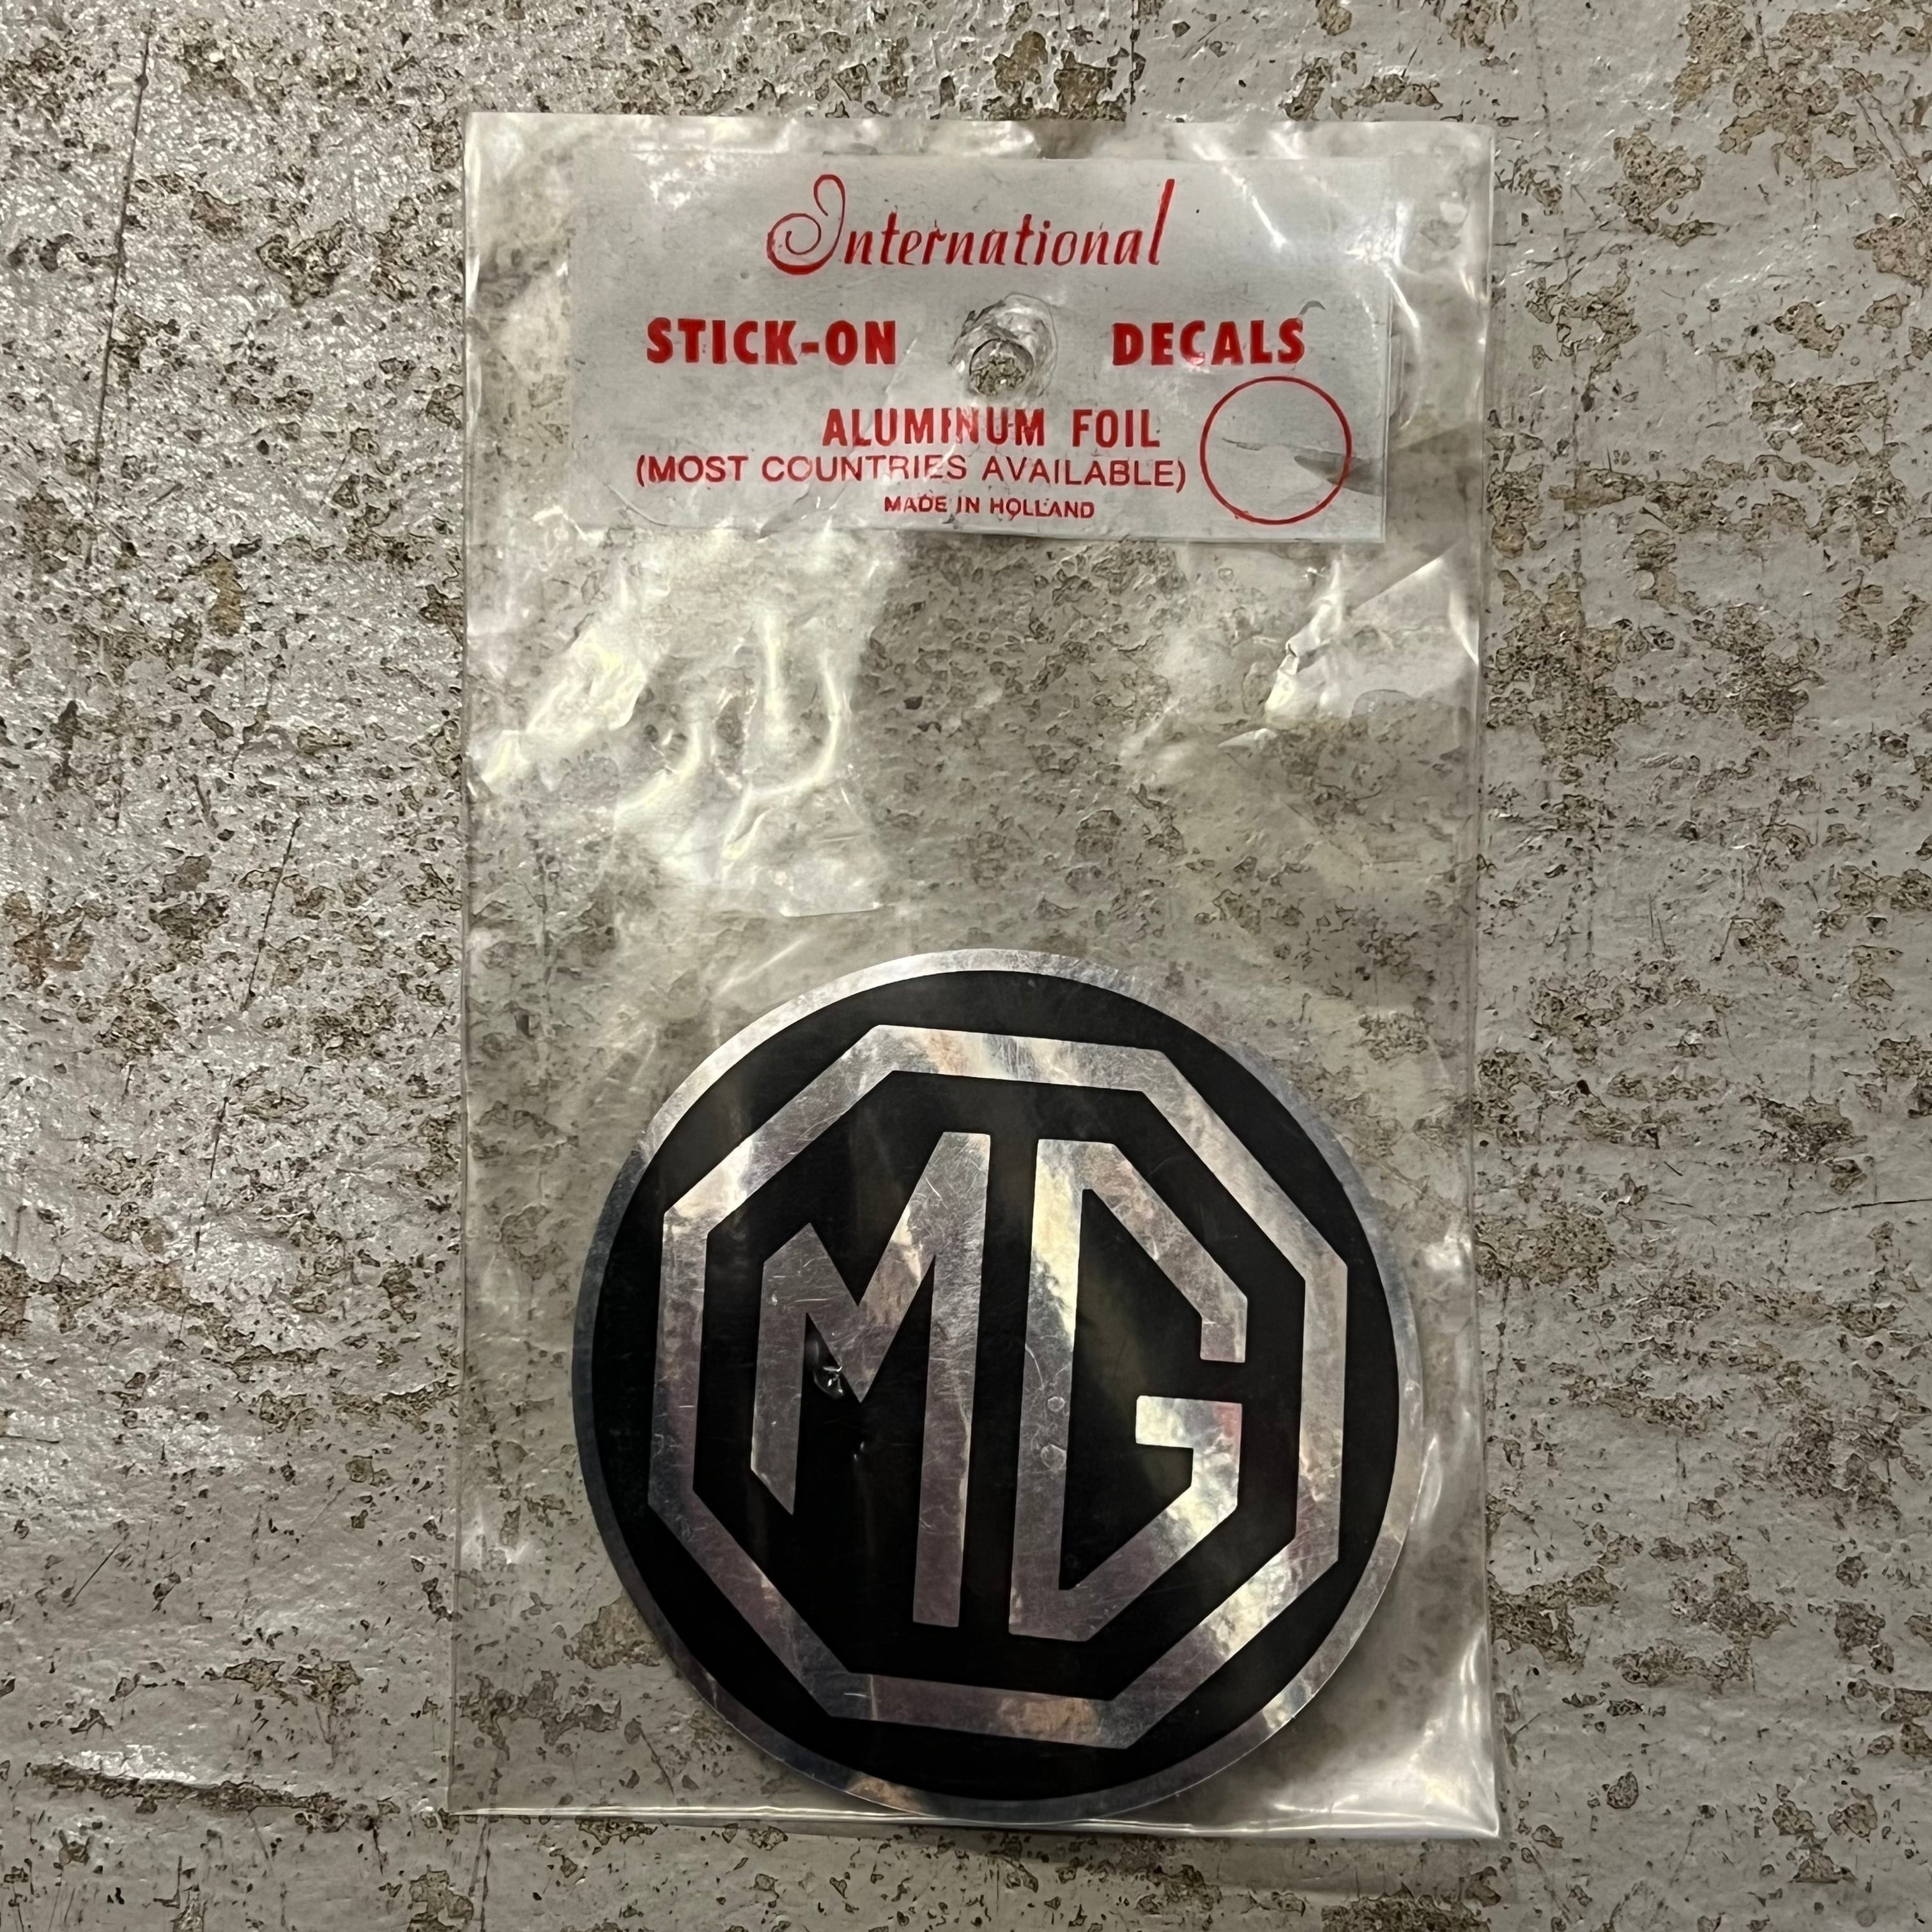 International
STICK-ON DECALS
ALUMINUM FOIL
(MOST COUNTRIES AVAILABLE)
MADE IN HOLLAND
MG